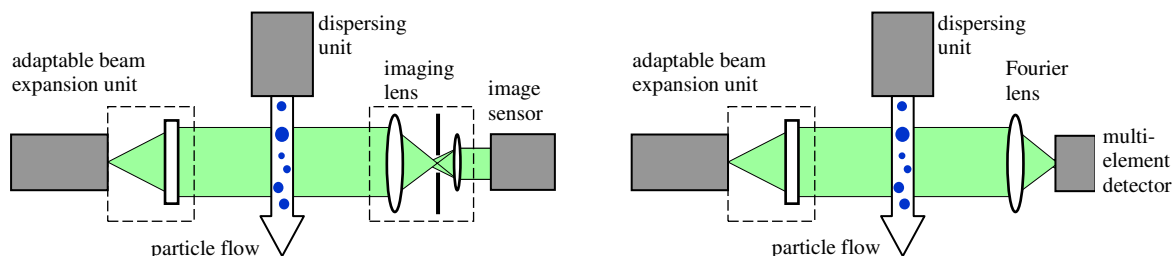 adaptable beam
expansion unit
dispersing
unit
imaging
lens
image
sensor
particle flow
adaptable beam
expansion unit
dispersing
unit
Fourier
lens
multi-
element
detector
particle flow